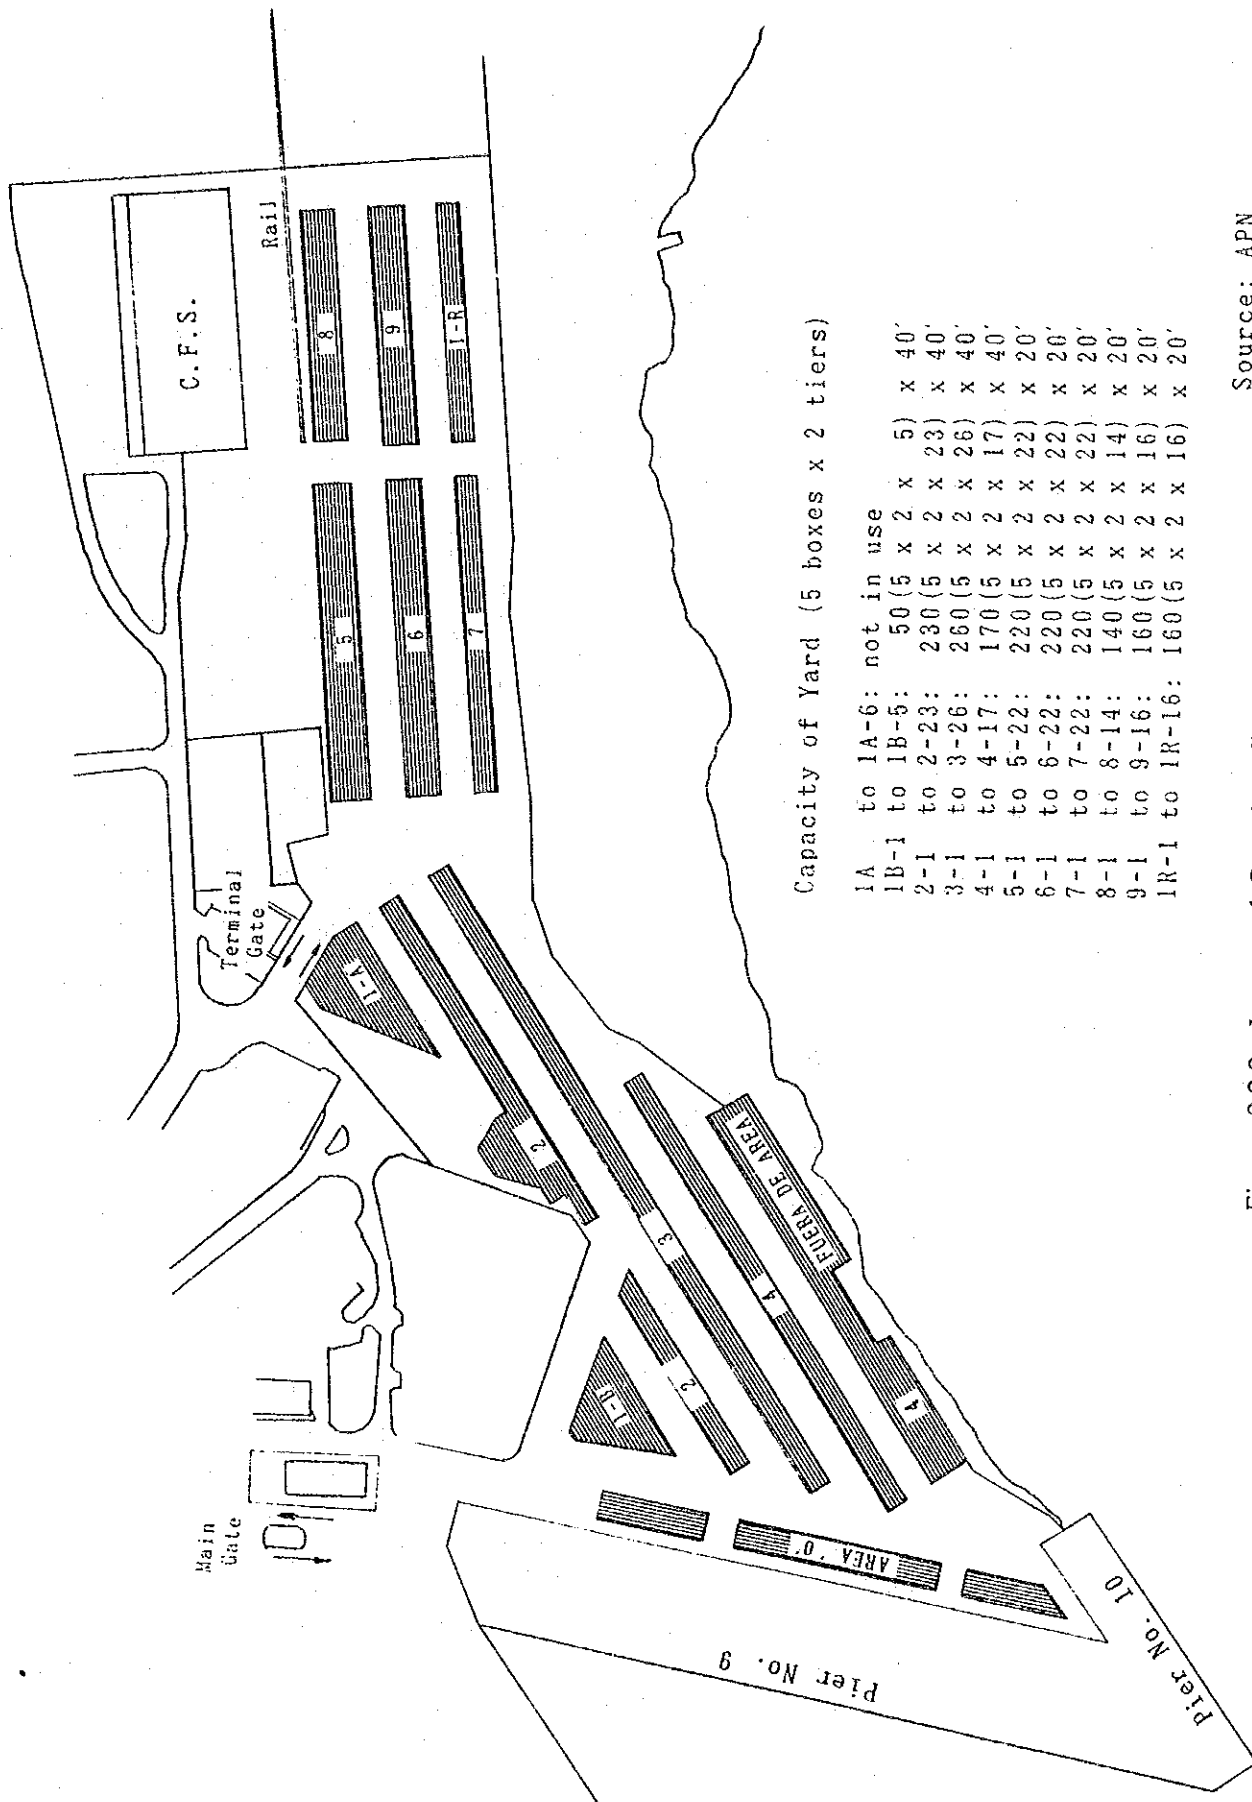 C.F.S.
Rail
8
9
1-R
5
6
7
Terminal
Gate
1-A
2
3
4
FUERA DE AREA
4
2
Main
Gate
AREA '0'
Pier No. 9
Pier No. 10
Capacity of Yard (5 boxes x 2 tiers)
1A to 1A-6: not in use
1B-1 to 1B-5: 50(5 x 2 x 5) x 40'
2-1 to 2-23: 230(5 x 2 x 23) x 40'
3-1 to 3-26: 260(5 x 2 x 26) x 40'
4-1 to 4-17: 170(5 x 2 x 17) x 40'
5-1 to 5-22: 220(5 x 2 x 22) x 20'
6-1 to 6-22: 220(5 x 2 x 22) x 20'
7-1 to 7-22: 220(5 x 2 x 22) x 20'
8-1 to 8-14: 140(5 x 2 x 14) x 20'
9-1 to 9-16: 160(5 x 2 x 16) x 20'
1R-1 to 1R-16: 160(5 x 2 x 16) x 20'
Source: APN